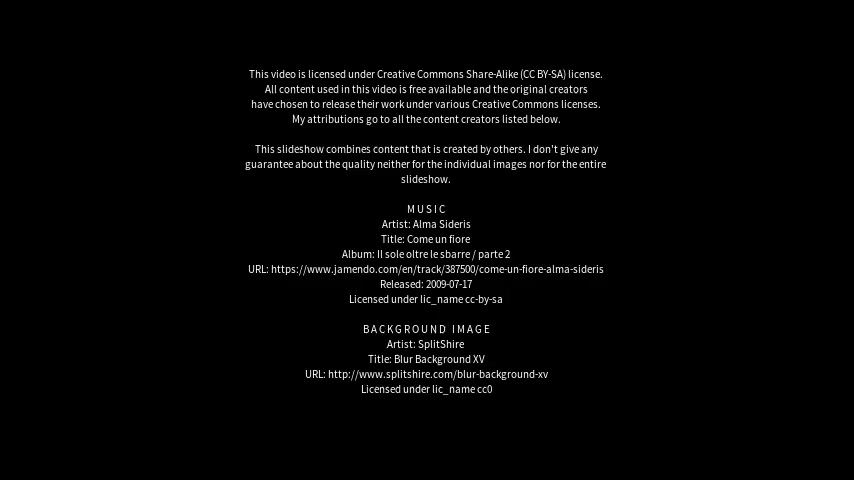 This video is licensed under Creative Commons Share-Alike (CC BY-SA) license.
All content used in this video is free available and the original creators
have chosen to release their work under various Creative Commons licenses.
My attributions go to all the content creators listed below.
This slideshow combines content that is created by others. I don't give any
guarantee about the quality neither for the individual images nor for the entire
slideshow.
MUSIC
Artist: Alma Sideris
Title: Come un fiore
Album: Il sole oltre le sbarre / parte 2
URL: https://www.jamendo.com/en/track/387500/come-un-fiore-alma-sideris
Released: 2009-07-17
Licensed under lic_name cc-by-sa
BACKGROUND IMAGE
Artist: SplitShire
Title: Blur Background XV
URL: http://www.splitshire.com/blur-background-xv
Licensed under lic_name cc0